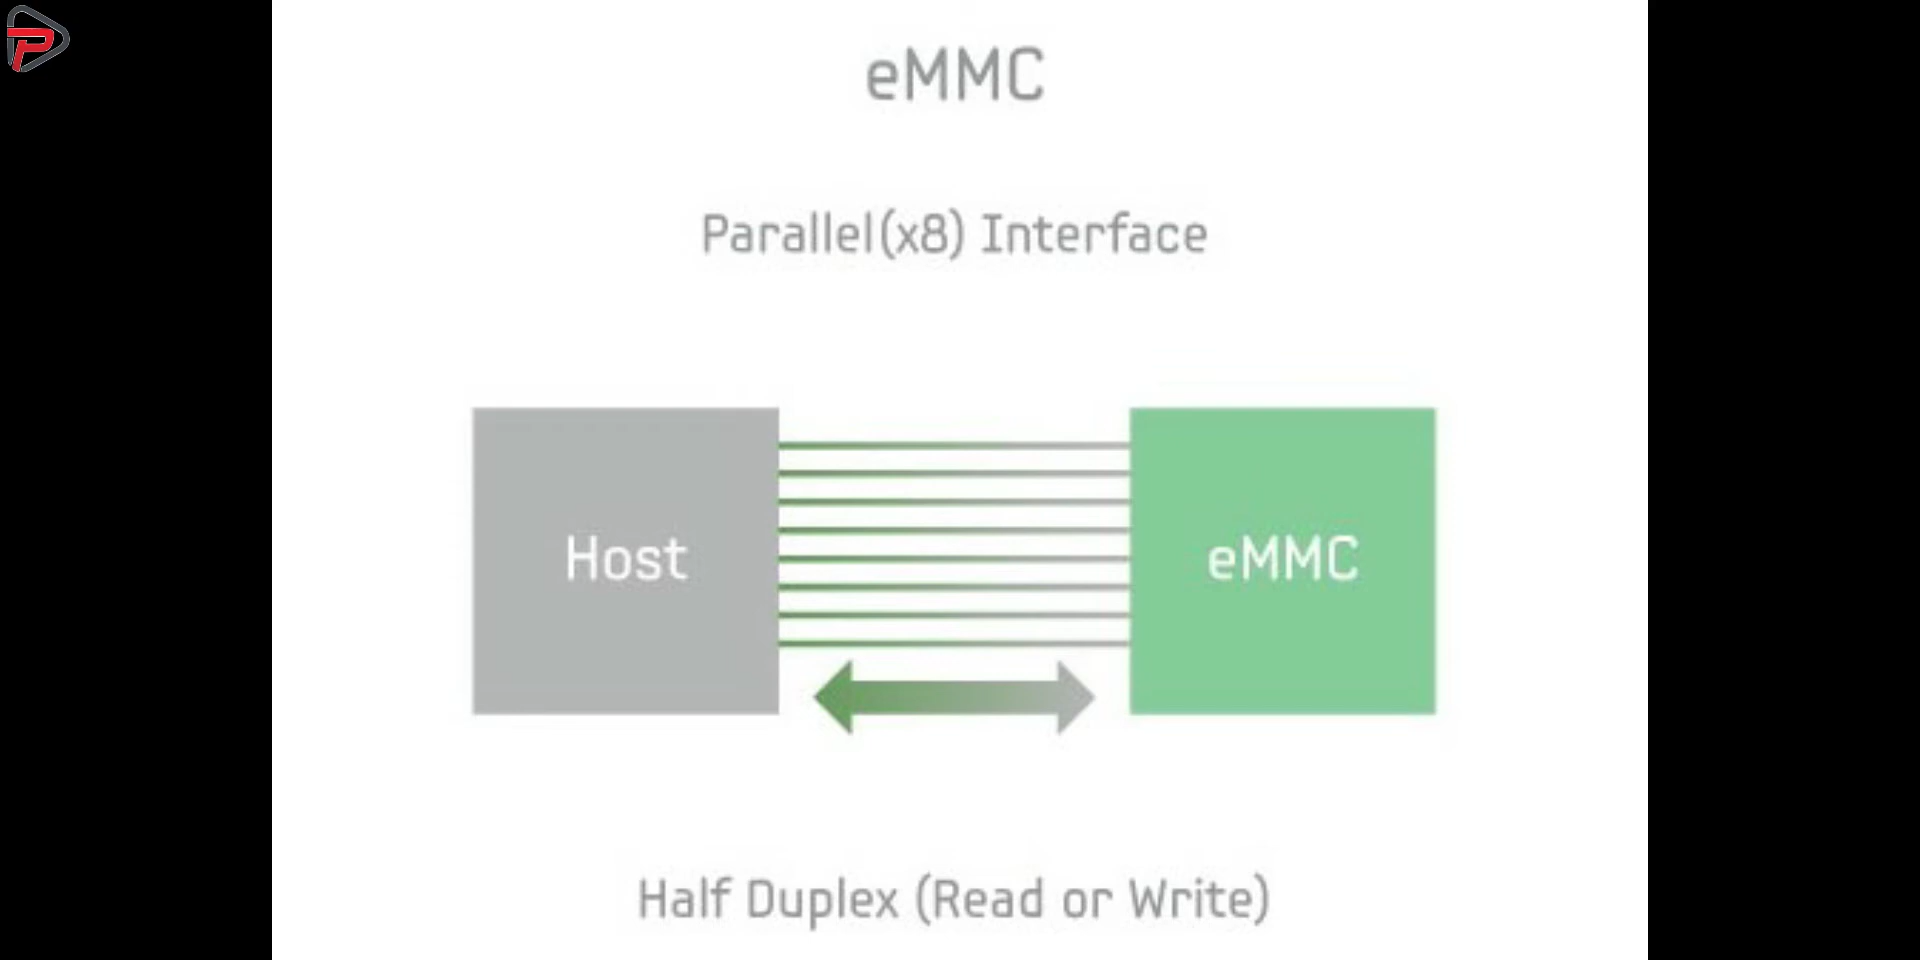 eMMC
Parallel(x8) Interface
Host
eMMC
Half Duplex (Read or Write)